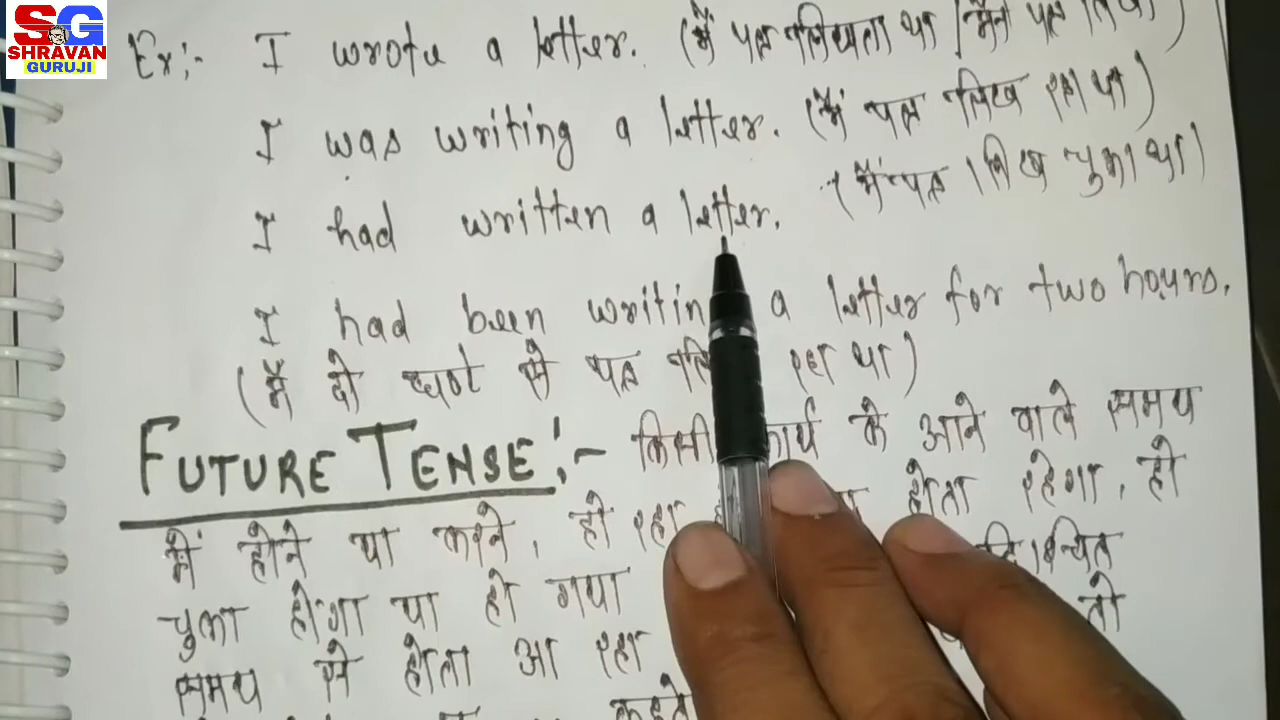 SG
SHRAVAN
GURUJI
Ex:- I wrote a letter. (मैं पत्र लिखता था / मैंने पत्र लिखा)
I was writing a letter. (मैं पत्र लिख रहा था)
I had written a letter. (मैं पत्र लिख चुका था)
I had been writing a letter for two hours.
(मैं दो घण्टे से पत्र रहा था)
FUTURE TENSE :- किसी कार्य के आने वाले समय
में होने या करने, हो रहा होता रहेगा, हो
चुका होगा या हो गया
समय से होता आ रहा तो
कहते